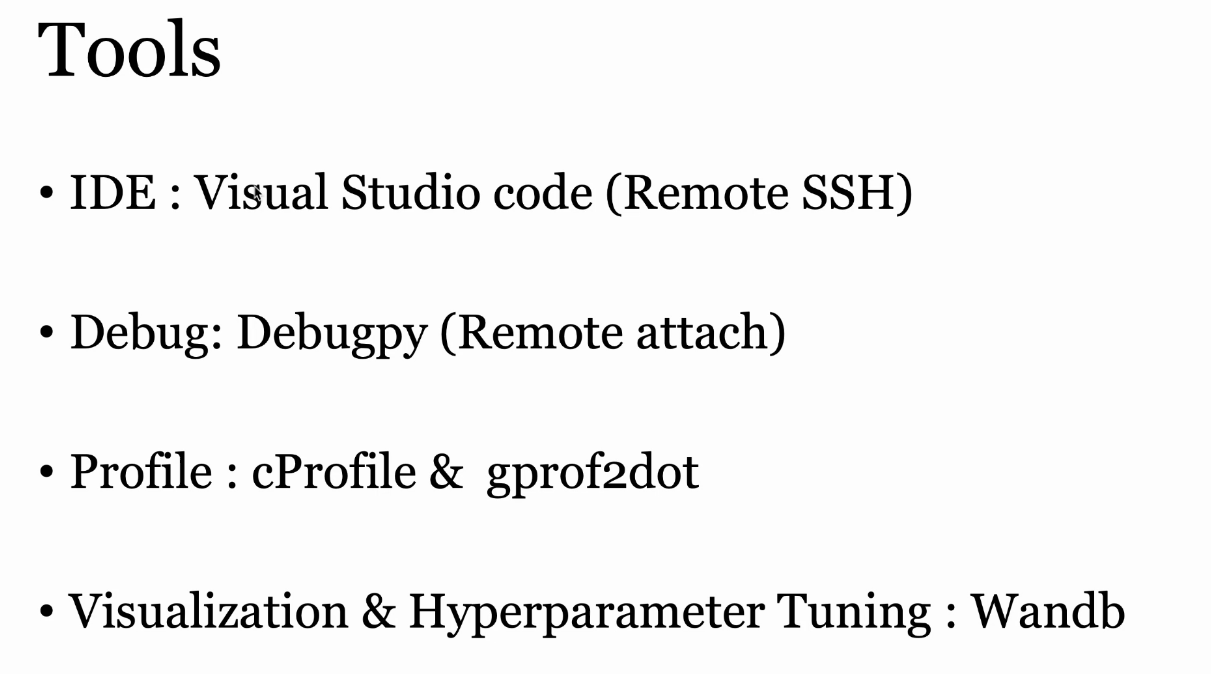 Tools
• IDE : Visual Studio code (Remote SSH)
• Debug: Debugpy (Remote attach)
• Profile : cProfile &  gprof2dot
• Visualization & Hyperparameter Tuning : Wandb